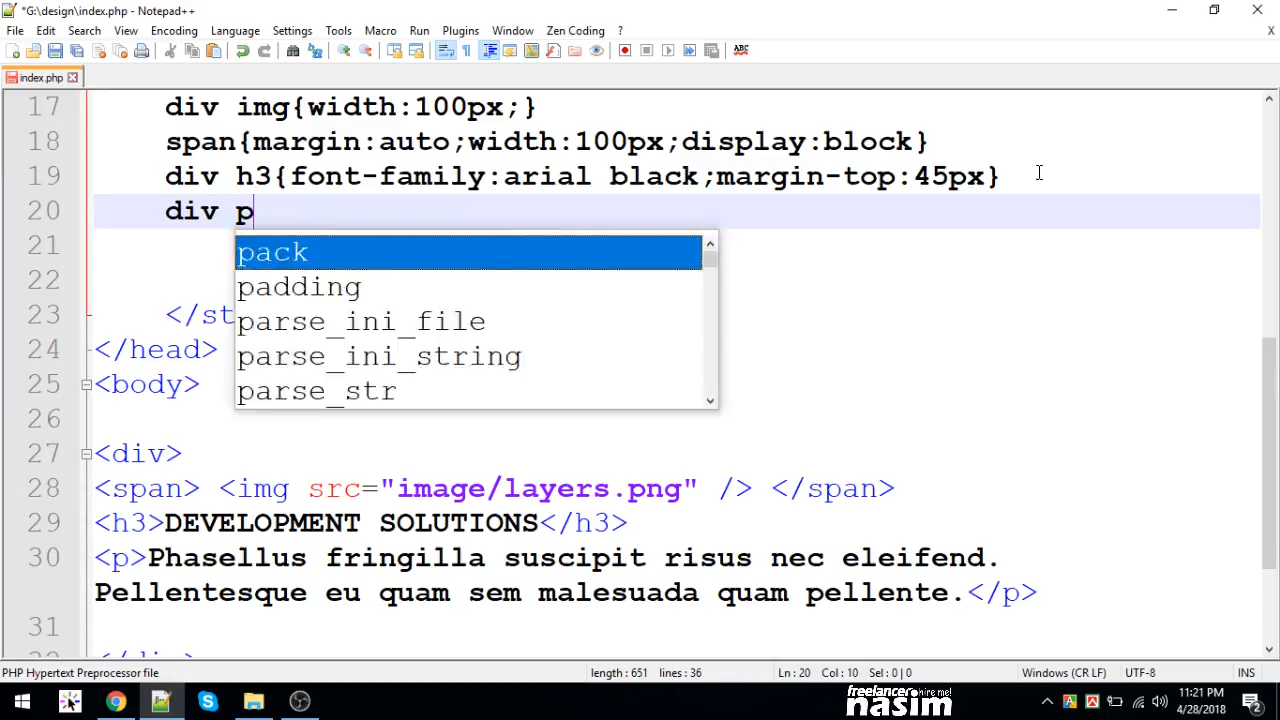 *G:\design\index.php - Notepad++
File Edit Search View Encoding Language Settings Tools Macro Run Plugins Window Zen Coding ? X
index.php
17 div img{width:100px;}
18 span{margin:auto;width:100px;display:block}
19 div h3{font-family:arial black;margin-top:45px}
20 div p
21 pack
22 padding
23 </st parse_ini_file
24 </head> parse_ini_string
25 <body> parse_str
26
27 <div>
28 <span> <img src="image/layers.png" /> </span>
29 <h3>DEVELOPMENT SOLUTIONS</h3>
30 <p>Phasellus fringilla suscipit risus nec eleifend.
Pellentesque eu quam sem malesuada quam pellente.</p>
31
PHP Hypertext Preprocessor file length: 651 lines: 36 Ln: 20 Col: 10 Sel: 0 | 0 Windows (CR LF) UTF-8 INS
freelancer hire me!
nasim
11:21 PM
4/28/2018
2